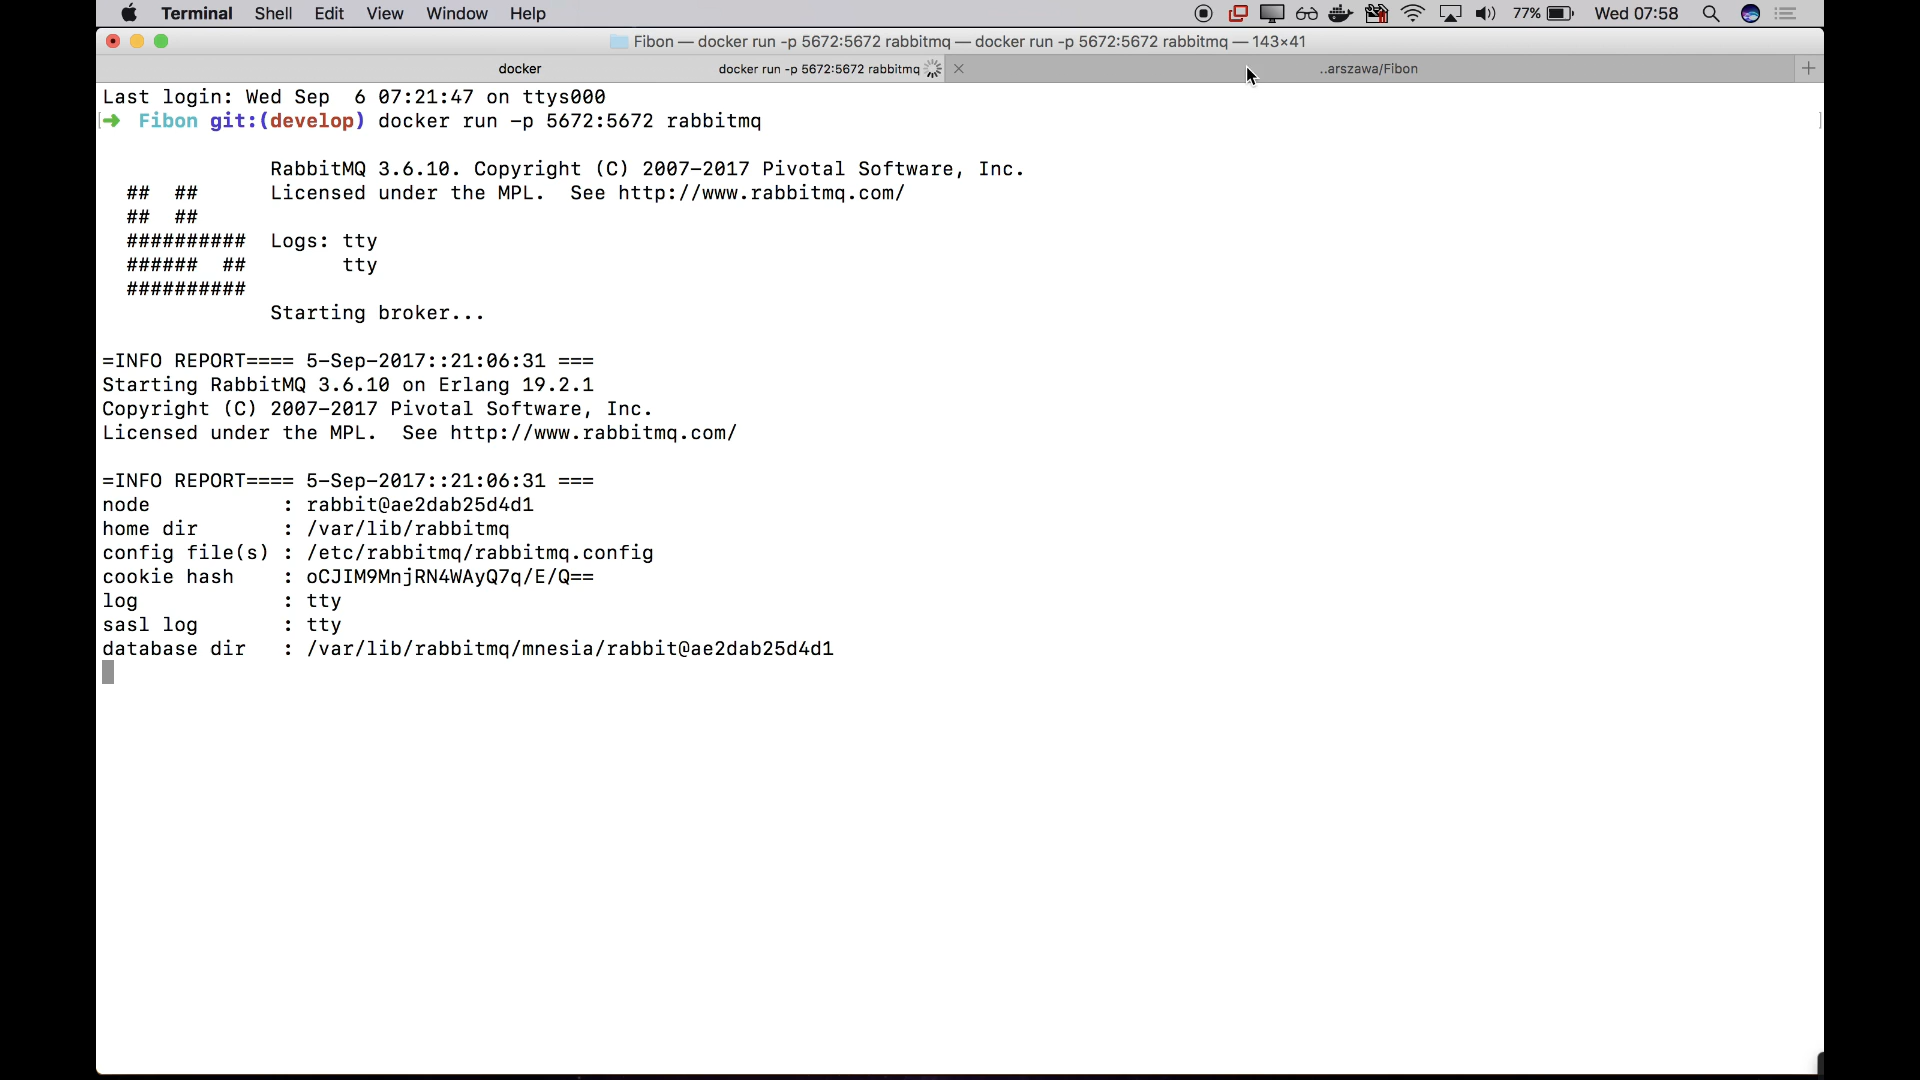 Terminal Shell Edit View Window Help 77% Wed 07:58
Fibon — docker run -p 5672:5672 rabbitmq — docker run -p 5672:5672 rabbitmq — 143×41
docker docker run -p 5672:5672 rabbitmq ..arszawa/Fibon
Last login: Wed Sep  6 07:21:47 on ttys000
➜  Fibon git:(develop) docker run -p 5672:5672 rabbitmq
RabbitMQ 3.6.10. Copyright (C) 2007-2017 Pivotal Software, Inc.
##  ##      Licensed under the MPL.  See http://www.rabbitmq.com/
##  ##
##########  Logs: tty
######  ##        tty
##########
Starting broker...
=INFO REPORT==== 5-Sep-2017::21:06:31 ===
Starting RabbitMQ 3.6.10 on Erlang 19.2.1
Copyright (C) 2007-2017 Pivotal Software, Inc.
Licensed under the MPL.  See http://www.rabbitmq.com/
=INFO REPORT==== 5-Sep-2017::21:06:31 ===
node           : rabbit@ae2dab25d4d1
home dir       : /var/lib/rabbitmq
config file(s) : /etc/rabbitmq/rabbitmq.config
cookie hash    : oCJIM9MnjRN4WAyQ7q/E/Q==
log            : tty
sasl log       : tty
database dir   : /var/lib/rabbitmq/mnesia/rabbit@ae2dab25d4d1